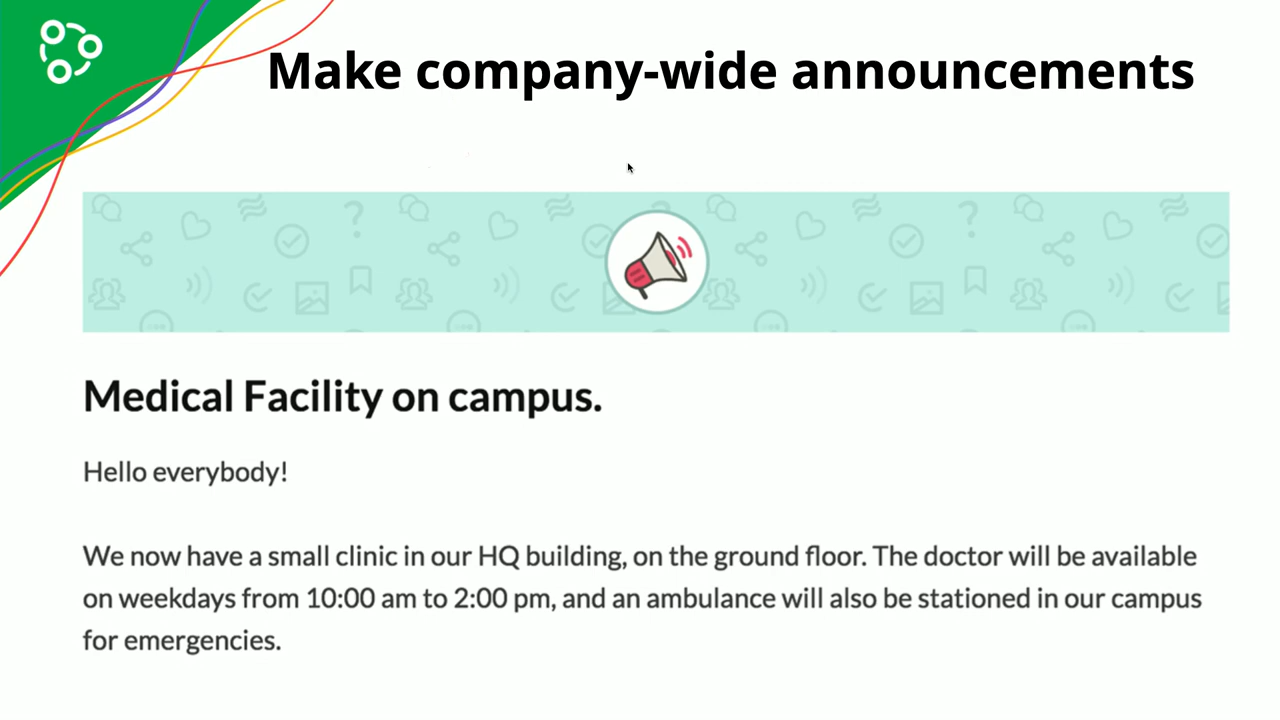 Make company-wide announcements
Medical Facility on campus.
Hello everybody!
We now have a small clinic in our HQ building, on the ground floor. The doctor will be available
on weekdays from 10:00 am to 2:00 pm, and an ambulance will also be stationed in our campus
for emergencies.